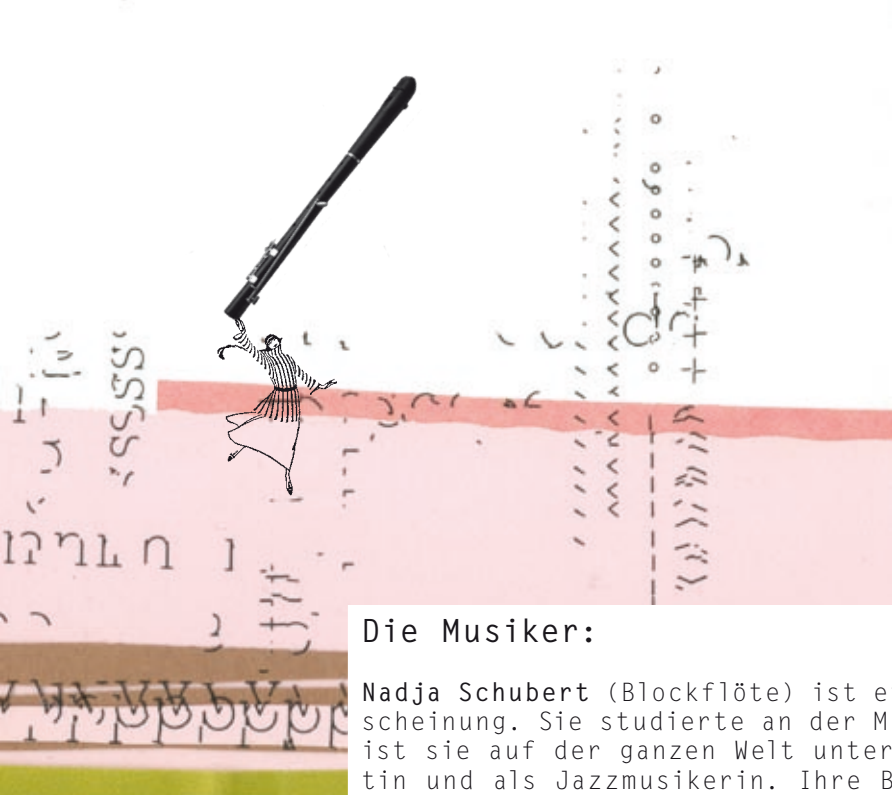 Die Musiker:
Nadja Schubert (Blockflöte) ist
scheinung. Sie studierte an der
ist sie auf der ganzen Welt
tin und als Jazzmusikerin. Ihre